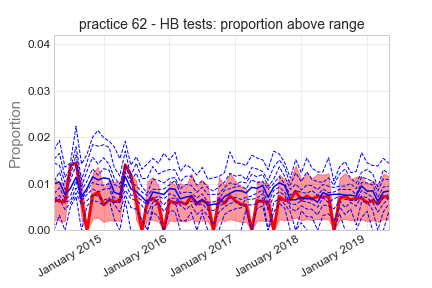 practice 62 - HB tests: proportion above range
Proportion
0.04
0.03
0.02
0.01
0.00
January 2015
January 2016
January 2017
January 2018
January 2019